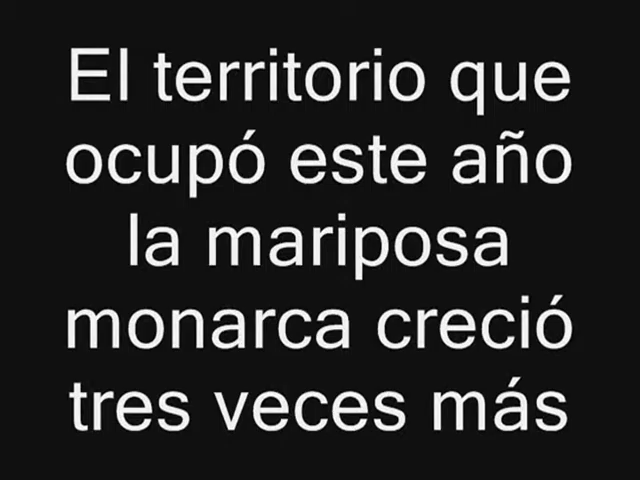 El territorio que
ocupó este año
la mariposa
monarca creció
tres veces más